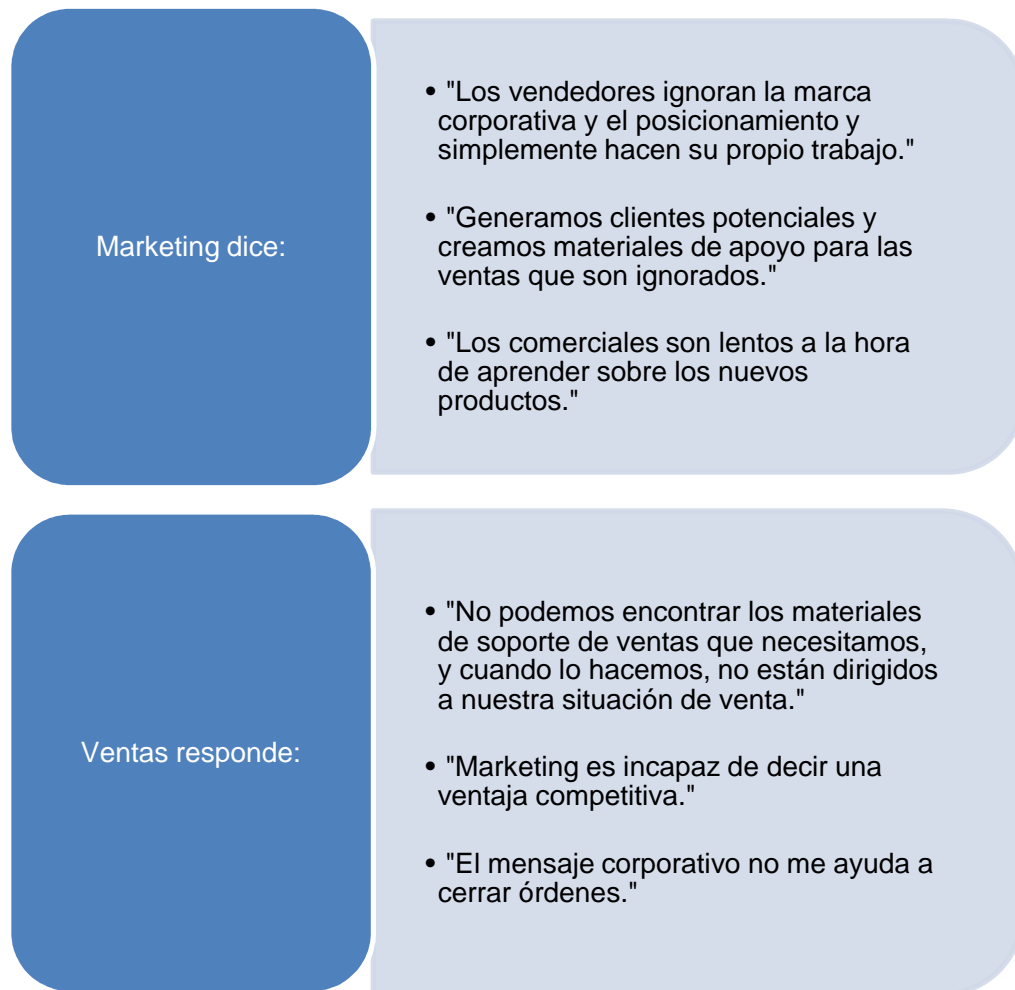 Marketing dice:
• "Los vendedores ignoran la marca
corporativa y el posicionamiento y
simplemente hacen su propio trabajo."
• "Generamos clientes potenciales y
creamos materiales de apoyo para las
ventas que son ignorados."
• "Los comerciales son lentos a la hora
de aprender sobre los nuevos
productos."
Ventas responde:
• "No podemos encontrar los materiales
de soporte de ventas que necesitamos,
y cuando lo hacemos, no están dirigidos
a nuestra situación de venta."
• "Marketing es incapaz de decir una
ventaja competitiva."
• "El mensaje corporativo no me ayuda a
cerrar órdenes."